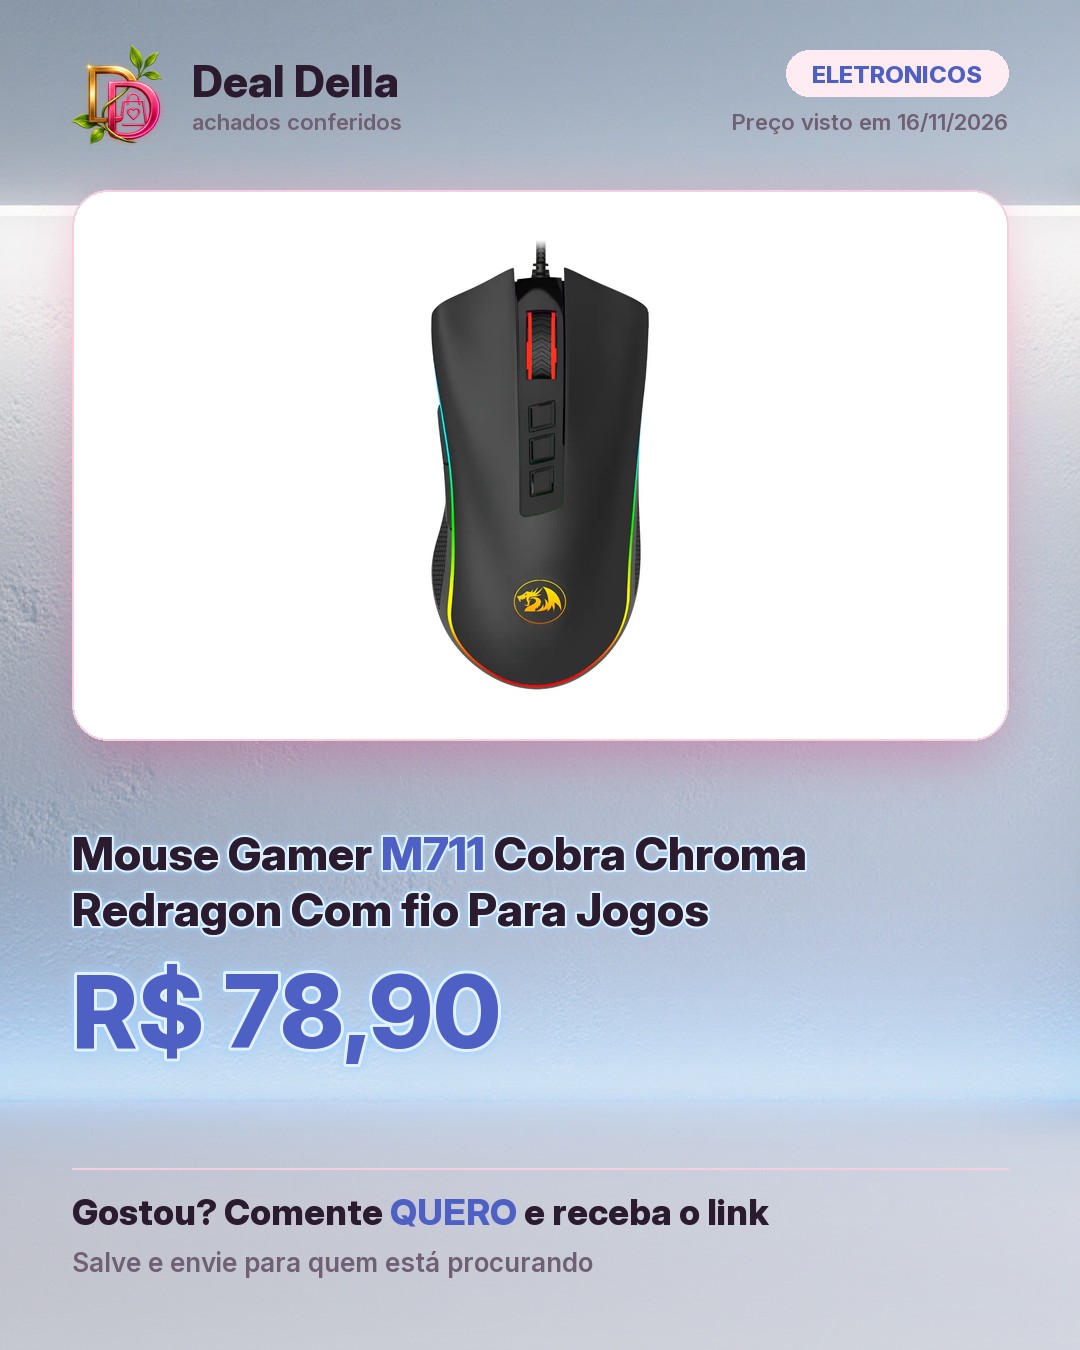 Deal Della
achados conferidos
ELETRONICOS
Preço visto em 16/11/2026
Mouse Gamer M711 Cobra Chroma
Redragon Com fio Para Jogos
R$ 78,90
Gostou? Comente QUERO e receba o link
Salve e envie para quem está procurando